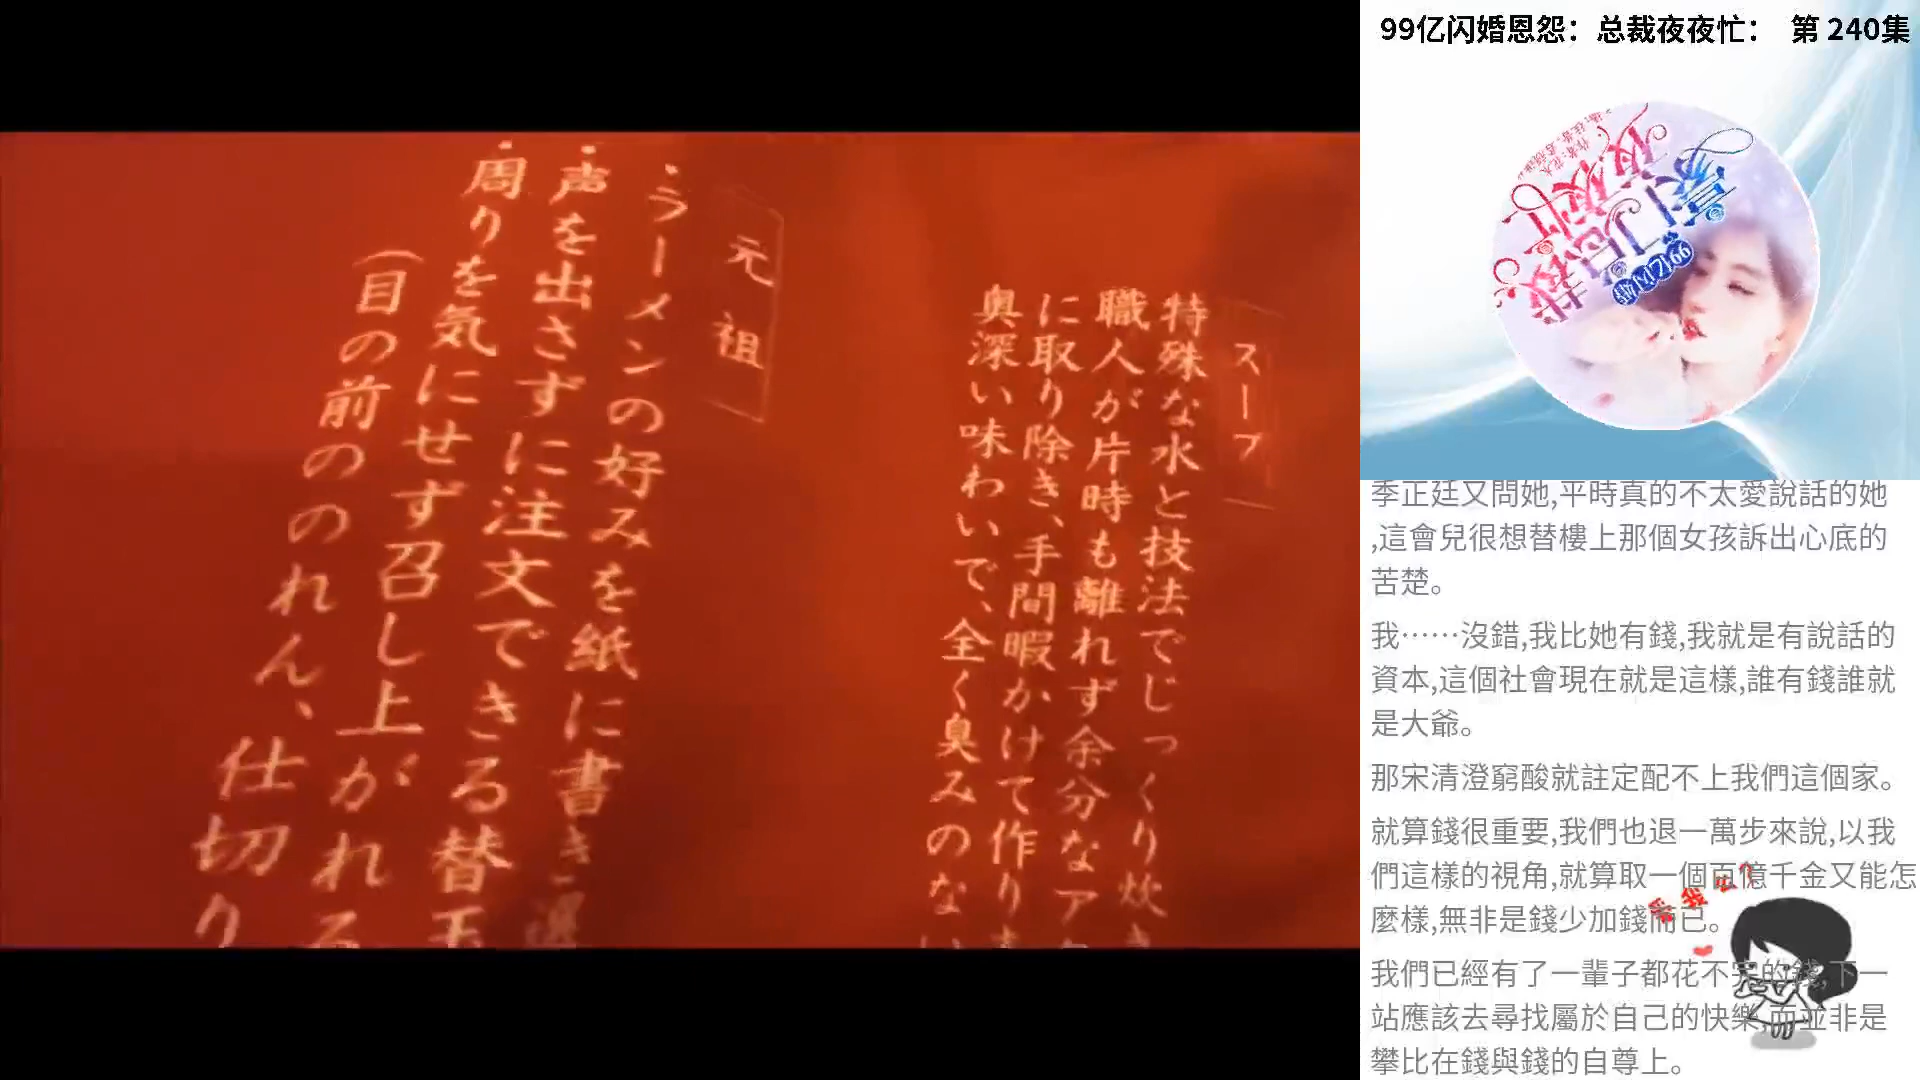 スープ
特殊な水と技法でじっくり炊き
職人が片時も離れず余分なア
に取り除き、手間暇かけて作り
奥深い味わいで、全く臭みのない
元祖
・ラーメンの好みを紙に書き選
・声を出さずに注文できる替玉
・周りを気にせず召し上がれる
(目の前ののれん、仕切り
99亿闪婚恩怨：总裁夜夜忙： 第 240集
99亿闪婚
季正廷又問她,平時真的不太愛說話的她
,這會兒很想替樓上那個女孩訴出心底的
苦楚。
我……沒錯,我比她有錢,我就是有說話的
資本,這個社會現在就是這樣,誰有錢誰就
是大爺。
那宋清澄窮酸就註定配不上我們這個家。
就算錢很重要,我們也退一萬步來說,以我
們這樣的視角,就算取一個百億千金又能怎
麼樣,無非是錢少加錢而已。
我們已經有了一輩子都花不完的錢,下一
站應該去尋找屬於自己的快樂,而並非是
攀比在錢與錢的自尊上。